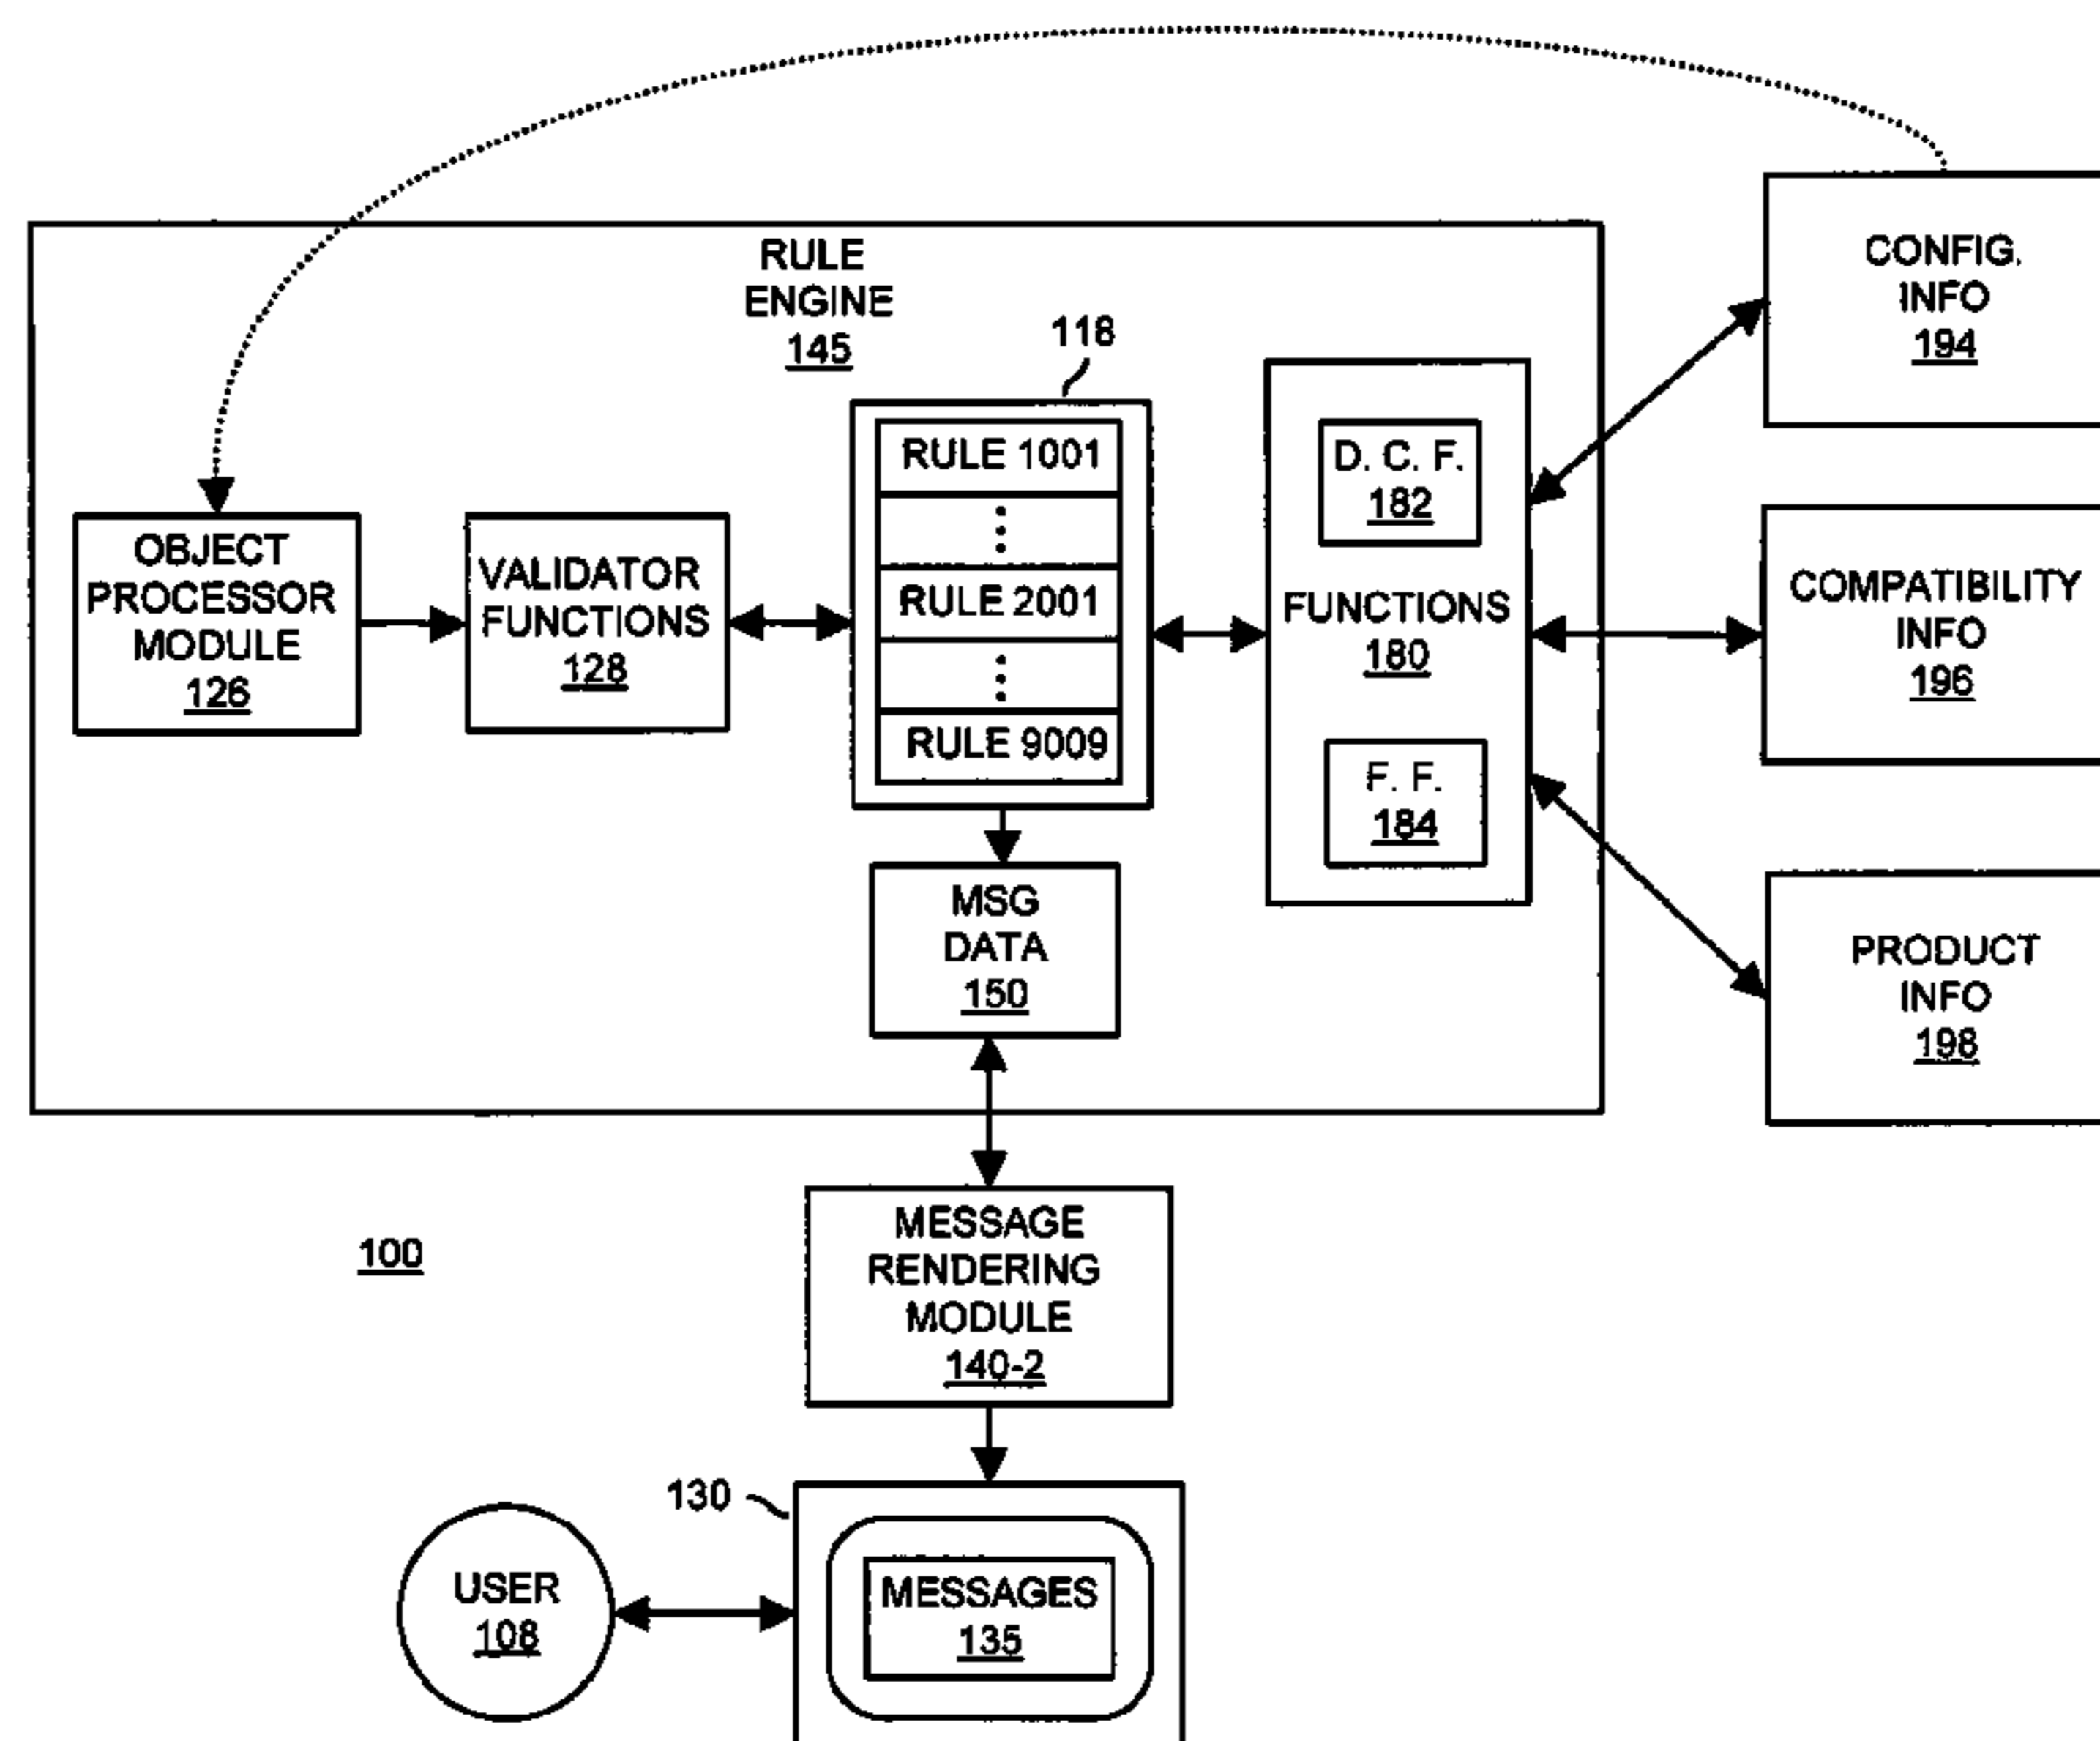 RULE
ENGINE
145
118
CONFIG.
INFO
194
RULE 1001
RULE 2001
RULE 9009
D. C. F.
182
FUNCTIONS
180
F. F.
184
OBJECT
PROCESSOR
MODULE
126
VALIDATOR
FUNCTIONS
128
COMPATIBILITY
INFO
196
MSG
DATA
150
PRODUCT
INFO
198
100
MESSAGE
RENDERING
MODULE
140-2
130
USER
108
MESSAGES
135